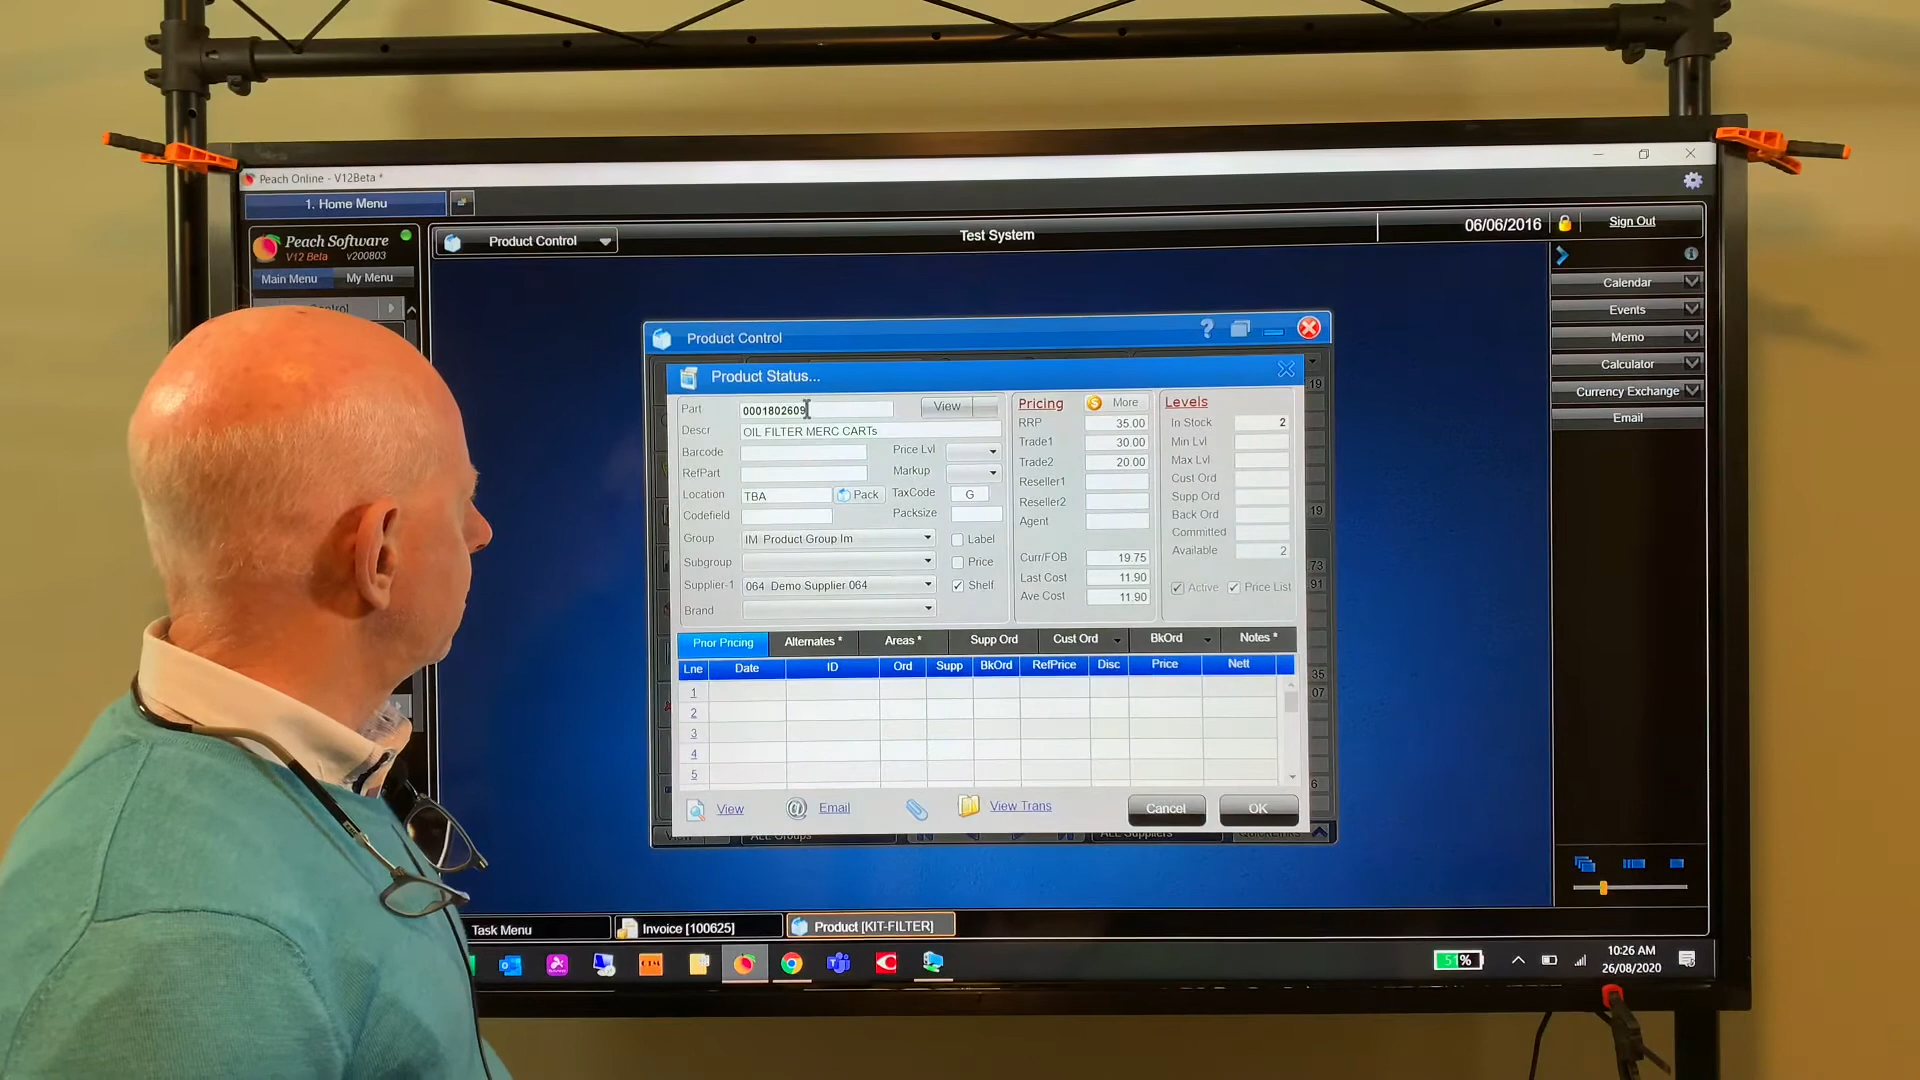 Peach Online - V12Beta *
1. Home Menu
Peach Software
V12 Beta v200803
Main Menu My Menu
Product Control
Test System
06/06/2016
Sign Out
Calendar
Events
Memo
Calculator
Currency Exchange
Email
Product Control
Product Status...
Part 0001802609 View
Descr OIL FILTER MERC CARTs
Barcode Price Lvl
RefPart Markup
Location TBA Pack TaxCode G
Codefield Packsize
Group IM Product Group Im Label
Subgroup Price
Supplier-1 064 Demo Supplier 064 Shelf
Brand
Pricing More
RRP 35.00
Trade1 30.00
Trade2 20.00
Reseller1
Reseller2
Agent
Curr/FOB 19.75
Last Cost 11.90
Ave Cost 11.90
Levels
In Stock 2
Min Lvl
Max Lvl
Cust Ord
Supp Ord
Back Ord
Committed
Available 2
Active Price List
Prior Pricing Alternates * Areas * Supp Ord Cust Ord BkOrd Notes *
Lne Date ID Ord Supp BkOrd RefPrice Disc Price Nett
1
2
3
4
5
View Email View Trans Cancel OK
ALL Groups ALL Suppliers QuickLinks
Task Menu Invoice [100625] Product [KIT-FILTER]
51%
10:26 AM
26/08/2020